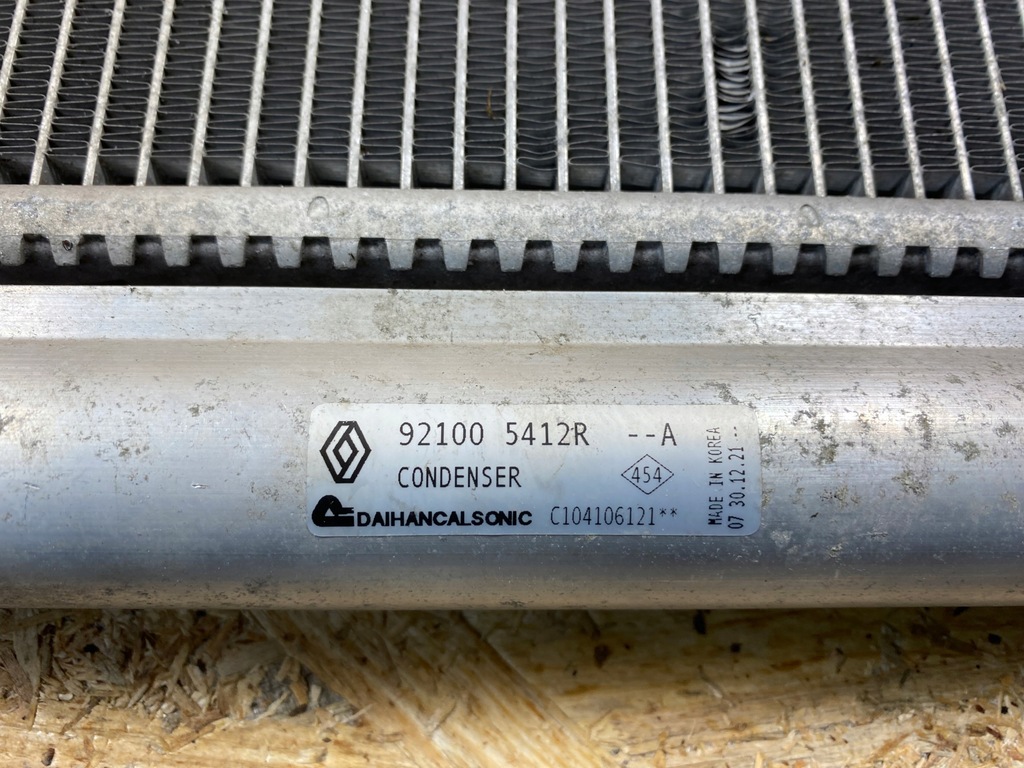 92100 5412R --A
CONDENSER 454
DAIHANCALSONIC C104106121**
MADE IN KOREA
07 30.12.21--